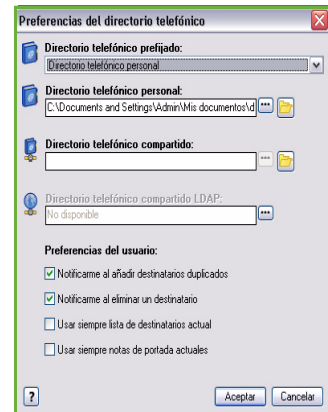 Preferencias del directorio telefónico
Directorio telefónico prefijado:
Directorio telefónico personal
Directorio telefónico personal:
C:\Documents and Settings\Admin\Mis documentos\d
Directorio telefónico compartido:
Directorio telefónico compartido LDAP:
No disponible
Preferencias del usuario:
Notificarme al añadir destinatarios duplicados
Notificarme al eliminar un destinatario
Usar siempre lista de destinatarios actual
Usar siempre notas de portada actuales
? Aceptar Cancelar